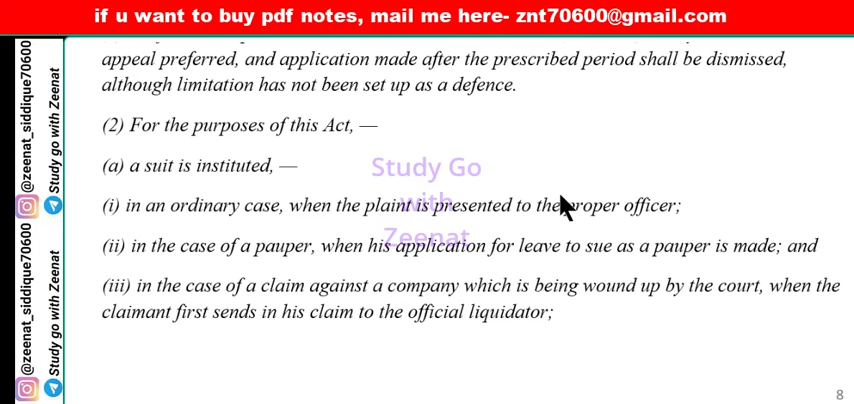 if u want to buy pdf notes, mail me here- znt70600@gmail.com
appeal preferred, and application made after the prescribed period shall be dismissed,
although limitation has not been set up as a defence.
(2) For the purposes of this Act, —
(a) a suit is instituted, —
(i) in an ordinary case, when the plaint is presented to the proper officer;
(ii) in the case of a pauper, when his application for leave to sue as a pauper is made; and
(iii) in the case of a claim against a company which is being wound up by the court, when the
claimant first sends in his claim to the official liquidator;
Study Go
with
Zeenat
@zeenat_siddique70600
Study go with Zeenat
@zeenat_siddique70600
Study go with Zeenat
8